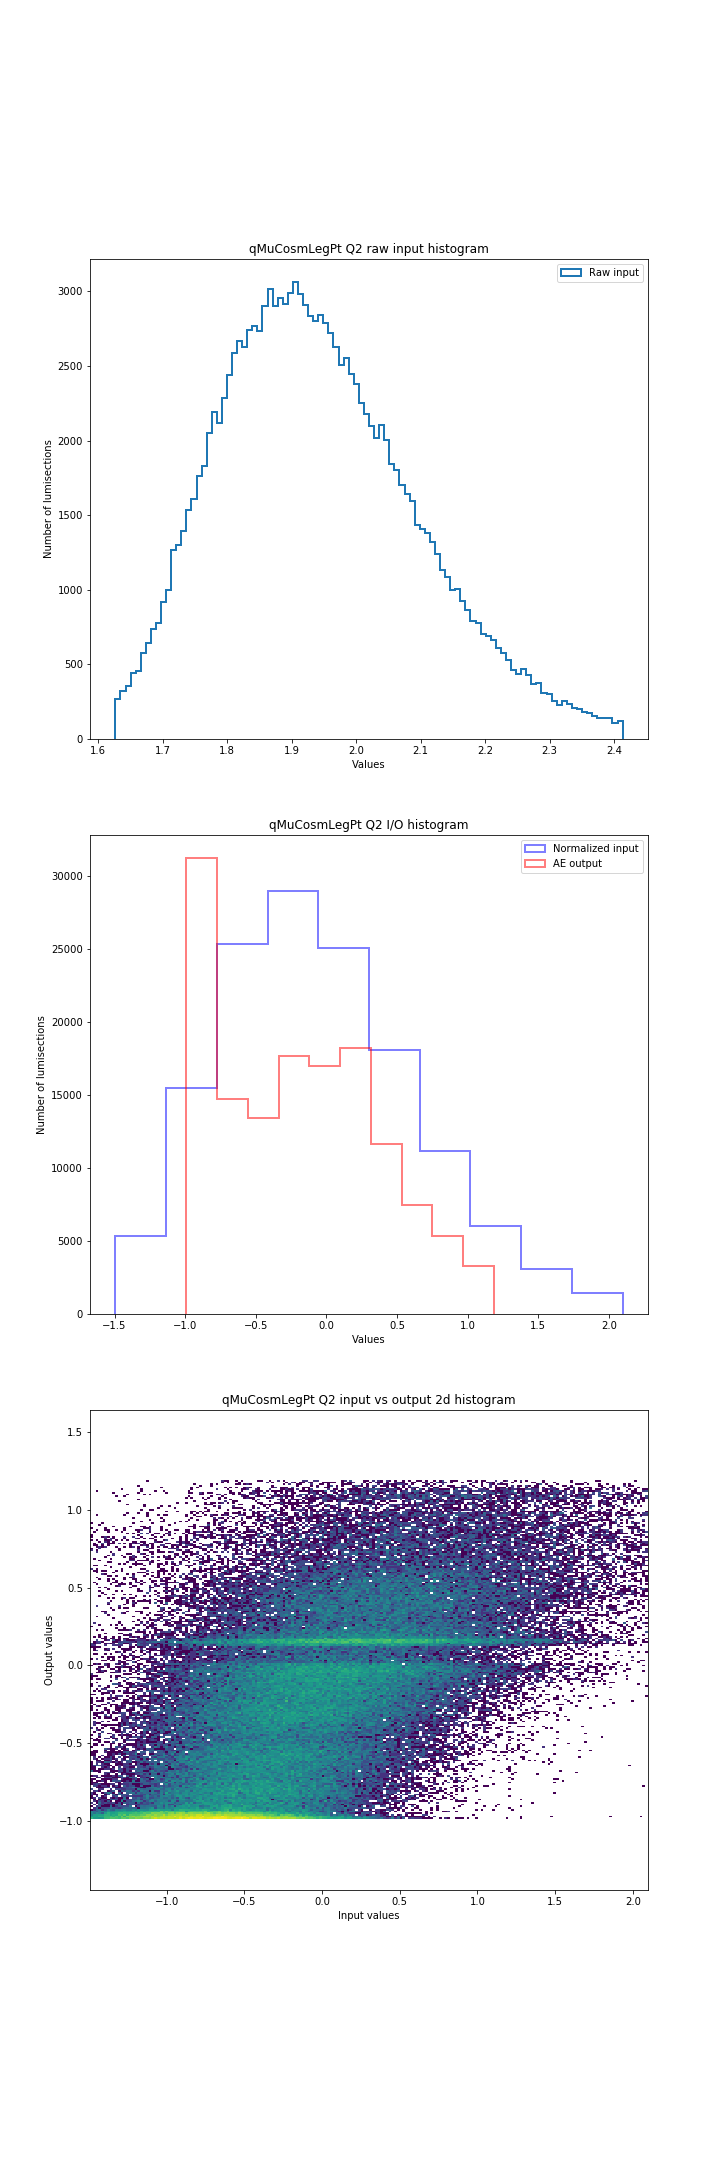 qMuCosmLegPt Q2 raw input histogram
Raw input
3000
2500
2000
1500
1000
500
0
Number of lumisections
1.6 1.7 1.8 1.9 2.0 2.1 2.2 2.3 2.4
Values
qMuCosmLegPt Q2 I/O histogram
Normalized input
AE output
30000
25000
20000
15000
10000
5000
0
Number of lumisections
−1.5 −1.0 −0.5 0.0 0.5 1.0 1.5 2.0
Values
qMuCosmLegPt Q2 input vs output 2d histogram
1.5
1.0
0.5
0.0
−0.5
−1.0
Output values
−1.0 −0.5 0.0 0.5 1.0 1.5 2.0
Input values